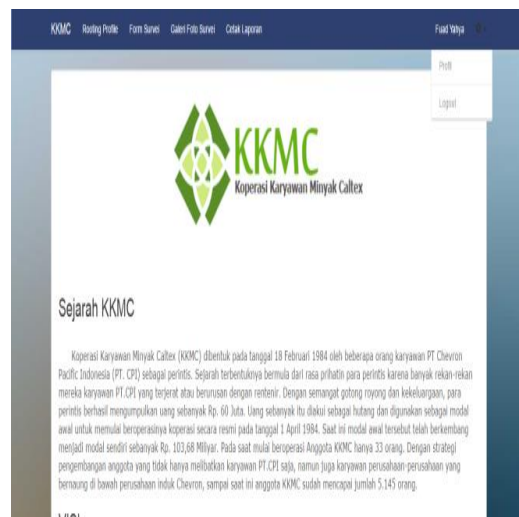 KKMC Rooting Profile Form Survei Galeri Foto Survei Cetak Laporan Fuad Yahya
Profil
Logout
KKMC
Koperasi Karyawan Minyak Caltex
Sejarah KKMC
Koperasi Karyawan Minyak Caltex (KKMC) dibentuk pada tanggal 18 Februari 1984 oleh beberapa orang karyawan PT Chevron
Pacific Indonesia (PT. CPI) sebagai perintis. Sejarah terbentuknya bermula dari rasa prihatin para perintis karena banyak rekan-rekan
mereka karyawan PT.CPI yang terjerat atau berurusan dengan rentenir. Dengan semangat gotong royong dan kekeluargaan, para
perintis berhasil mengumpulkan uang sebanyak Rp. 60 Juta. Uang sebanyak itu diakui sebagai hutang dan digunakan sebagai modal
awal untuk memulai beroperasinya koperasi secara resmi pada tanggal 1 April 1984. Saat ini modal awal tersebut telah berkembang
menjadi modal sendiri sebanyak Rp. 103,68 Milyar. Pada saat mulai beroperasi Anggota KKMC hanya 33 orang. Dengan strategi
pengembangan anggota yang tidak hanya melibatkan karyawan PT.CPI saja, namun juga karyawan perusahaan-perusahaan yang
bernaung di bawah perusahaan induk Chevron, sampai saat ini anggota KKMC sudah mencapai jumlah 5.145 orang.